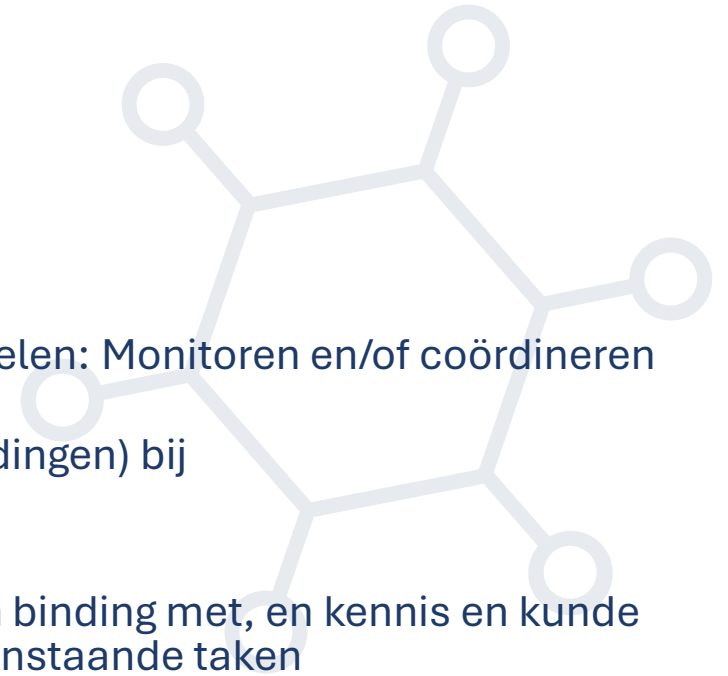 elen: Monitoren en/of coördineren
dingen) bij
binding met, en kennis en kunde
nstaande taken